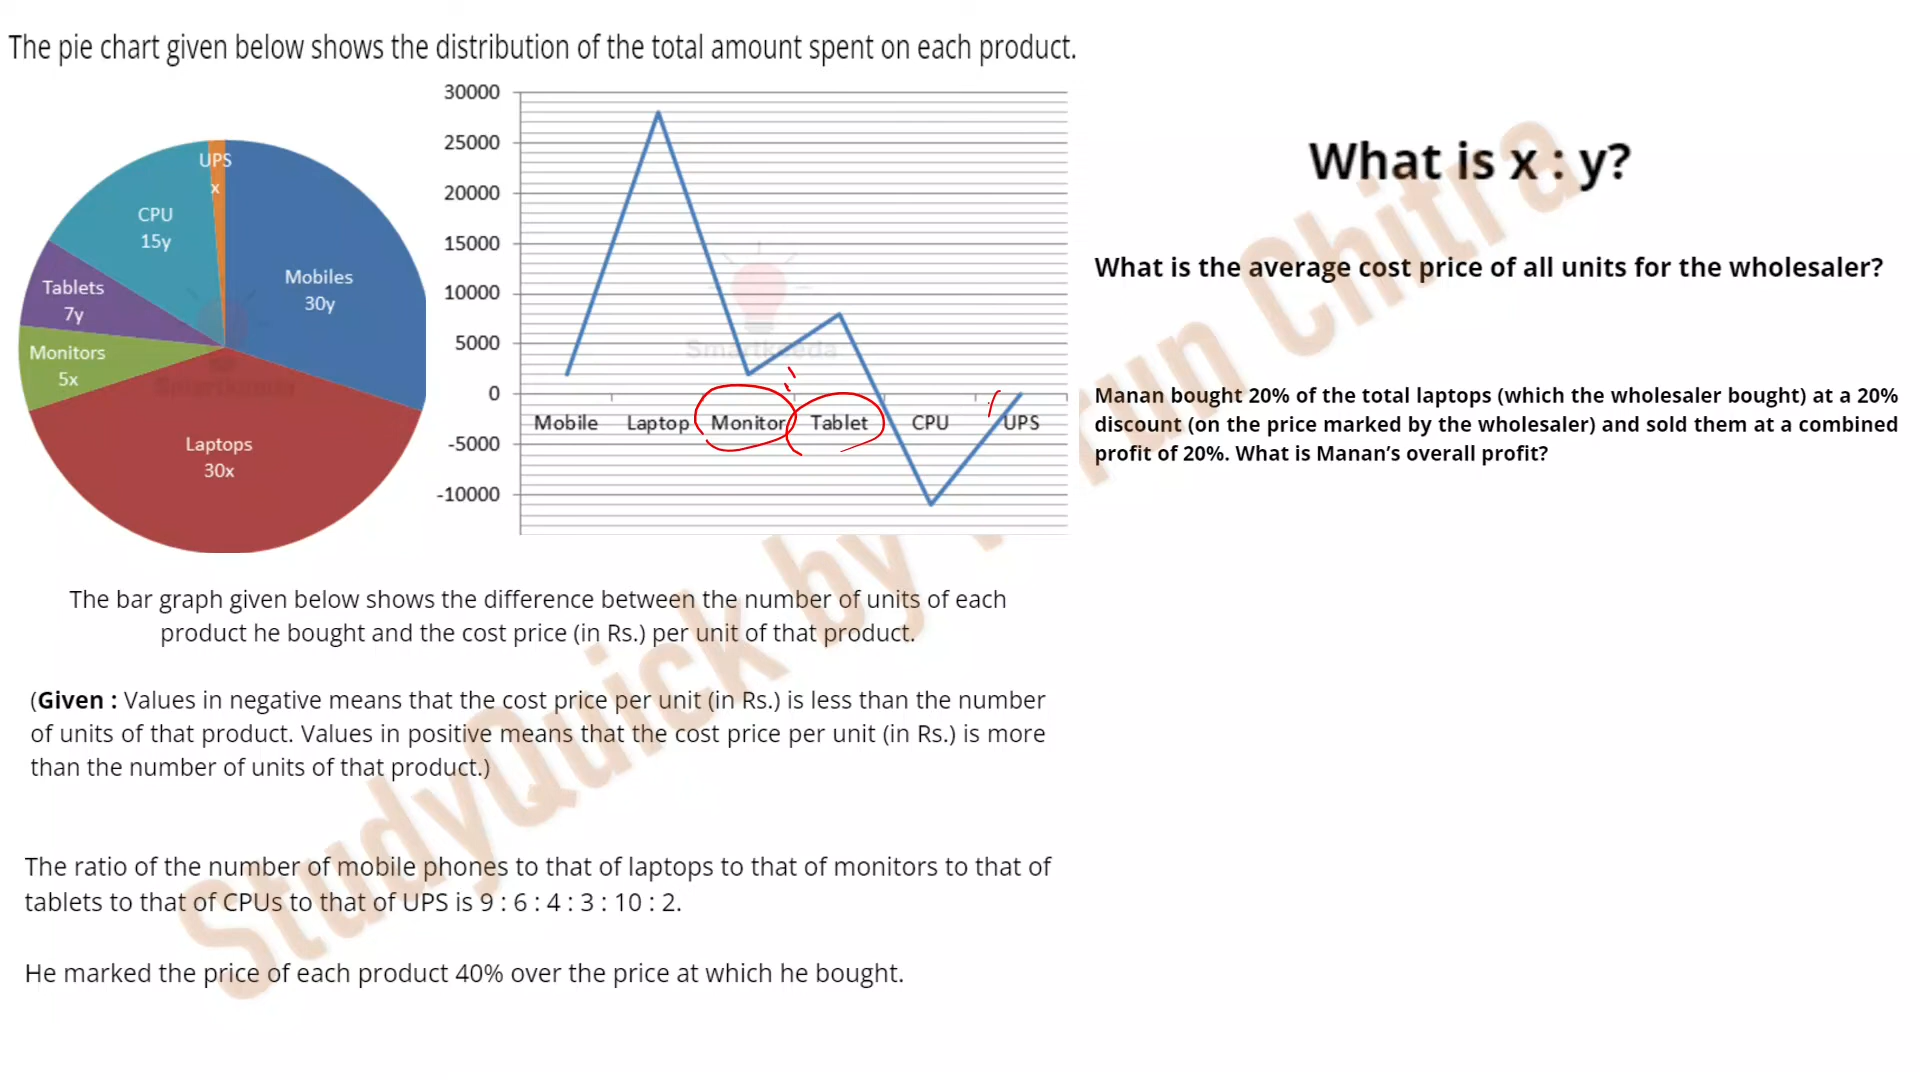 The pie chart given below shows the distribution of the total amount spent on each product.
UPS
x
CPU
15y
Tablets
7y
Mobiles
30y
Monitors
5x
Laptops
30x
30000
25000
20000
15000
10000
5000
0
-5000
-10000
Mobile Laptop Monitor Tablet CPU UPS
Smartkeeda
Smartkeeda
What is x : y?
What is the average cost price of all units for the wholesaler?
Manan bought 20% of the total laptops (which the wholesaler bought) at a 20%
discount (on the price marked by the wholesaler) and sold them at a combined
profit of 20%. What is Manan’s overall profit?
The bar graph given below shows the difference between the number of units of each
product he bought and the cost price (in Rs.) per unit of that product.
(Given : Values in negative means that the cost price per unit (in Rs.) is less than the number
of units of that product. Values in positive means that the cost price per unit (in Rs.) is more
than the number of units of that product.)
The ratio of the number of mobile phones to that of laptops to that of monitors to that of
tablets to that of CPUs to that of UPS is 9 : 6 : 4 : 3 : 10 : 2.
He marked the price of each product 40% over the price at which he bought.